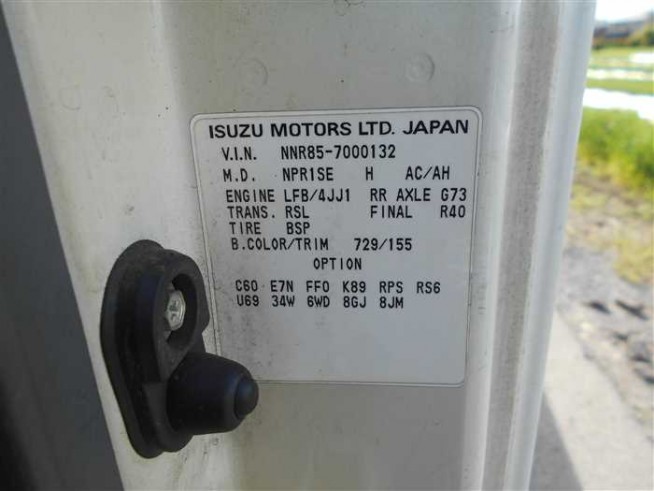 ISUZU MOTORS LTD. JAPAN
V.I.N. NNR85-7000132
M.D. NPR1SE H AC/AH
ENGINE LFB/4JJ1 RR AXLE G73
TRANS. RSL FINAL R40
TIRE BSP
B.COLOR/TRIM 729/155
OPTION
C60 E7N FF0 K89 RPS RS6
U69 34W 6WD 8GJ 8JM